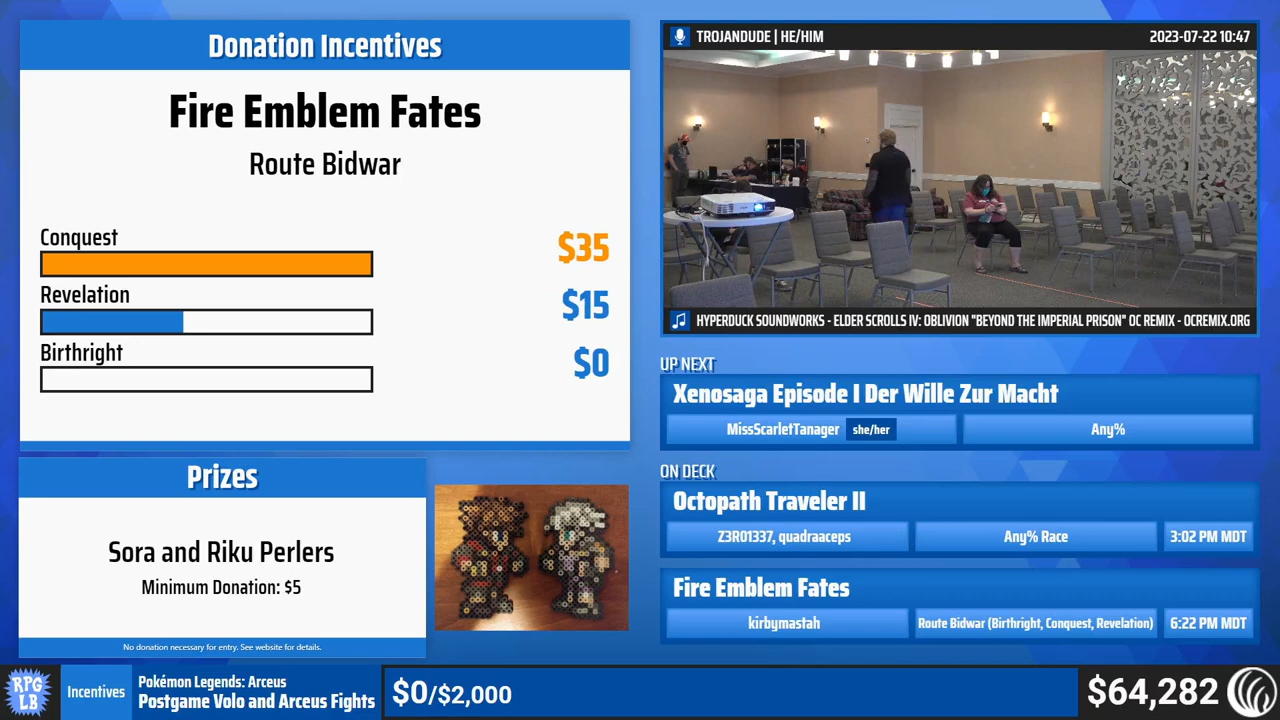 Donation Incentives
Fire Emblem Fates
Route Bidwar
Conquest
$35
Revelation
$15
Birthright
$0
Prizes
Sora and Riku Perlers
Minimum Donation: $5
No donation necessary for entry. See website for details.
TROJANDUDE | HE/HIM
2023-07-22 10:47
HYPERDUCK SOUNDWORKS - ELDER SCROLLS IV: OBLIVION "BEYOND THE IMPERIAL PRISON" OC REMIX - OCREMIX.ORG
UP NEXT
Xenosaga Episode I Der Wille Zur Macht
MissScarletTanager she/her
Any%
ON DECK
Octopath Traveler II
Z3R01337, quadraaceps
Any% Race
3:02 PM MDT
Fire Emblem Fates
kirbymastah
Route Bidwar (Birthright, Conquest, Revelation)
6:22 PM MDT
RPG
LB
Incentives
Pokémon Legends: Arceus
Postgame Volo and Arceus Fights
$0/$2,000
$64,282